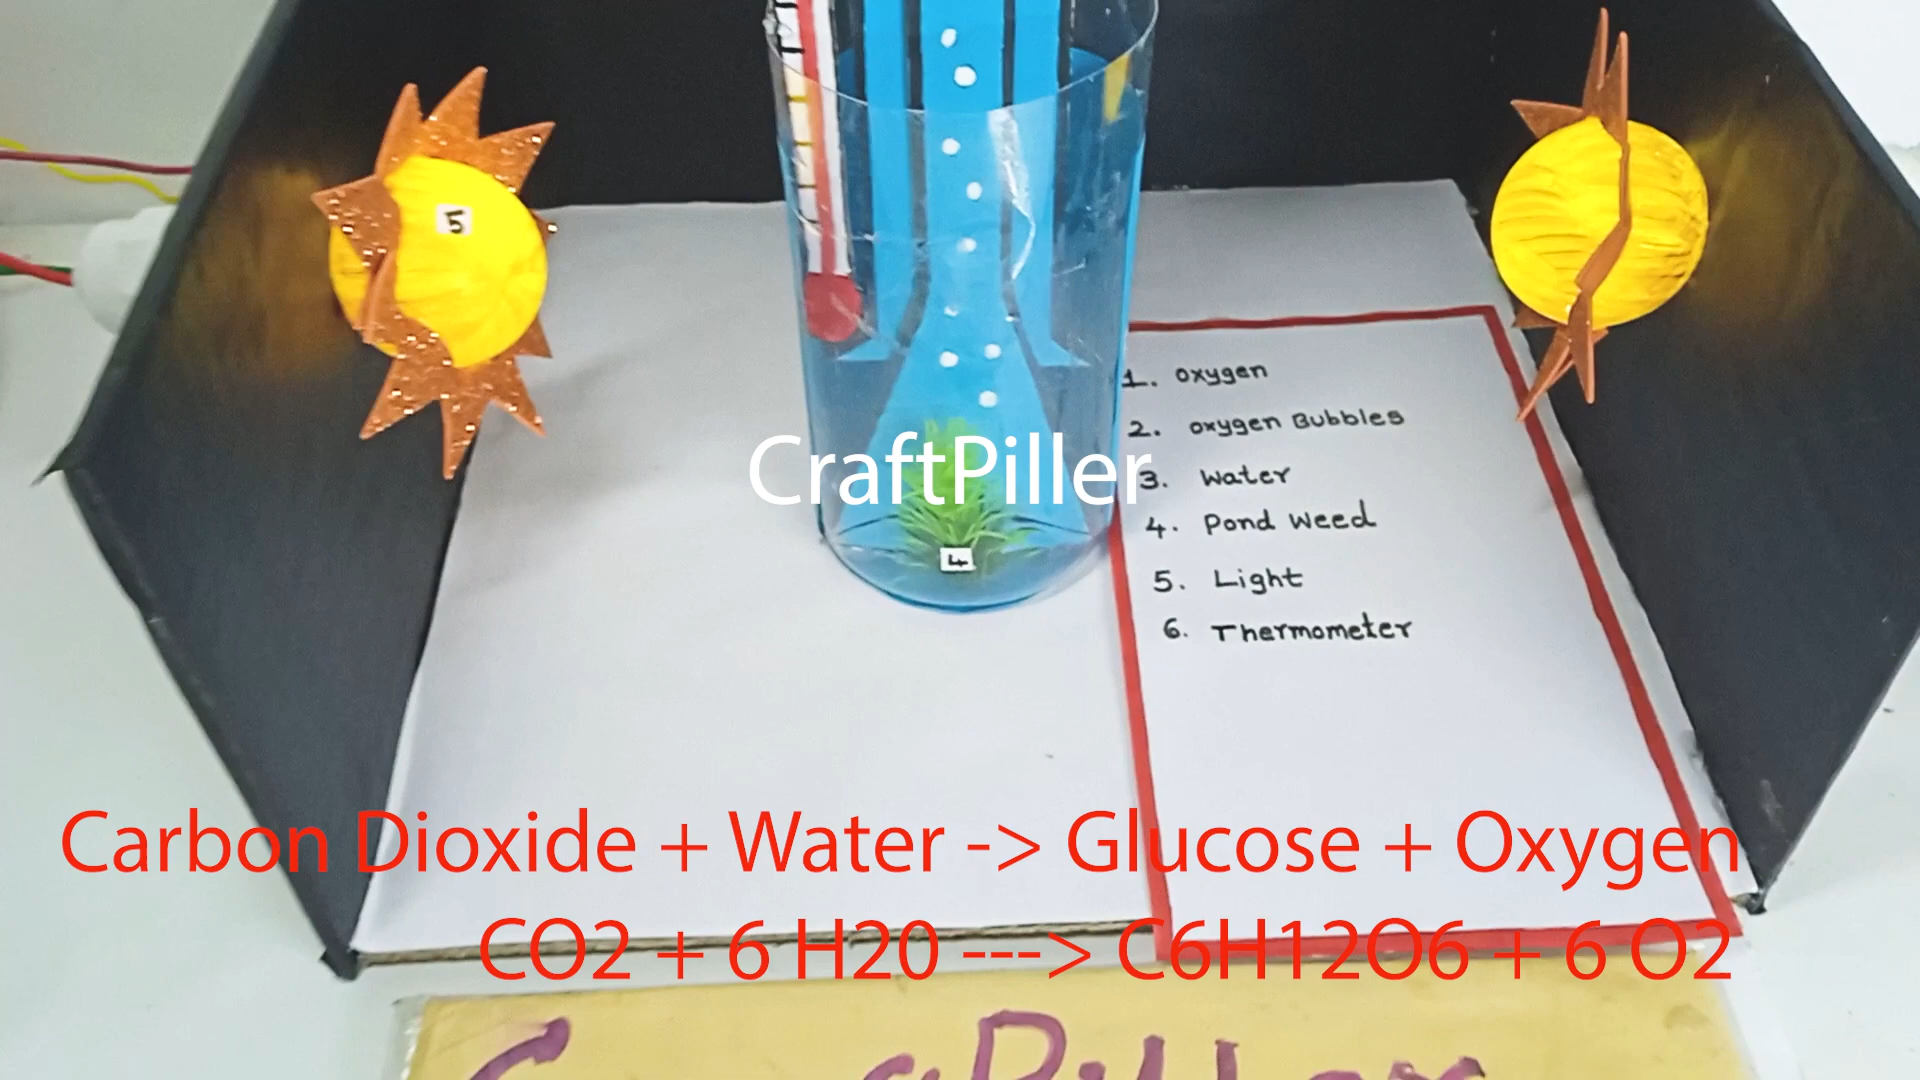 5
1. oxygen
2. oxygen Bubbles
3. Water
4. Pond Weed
5. Light
6. Thermometer
4
CraftPiller
Carbon Dioxide + Water -> Glucose + Oxygen
CO2 + 6 H20 ---> C6H12O6 + 6 O2